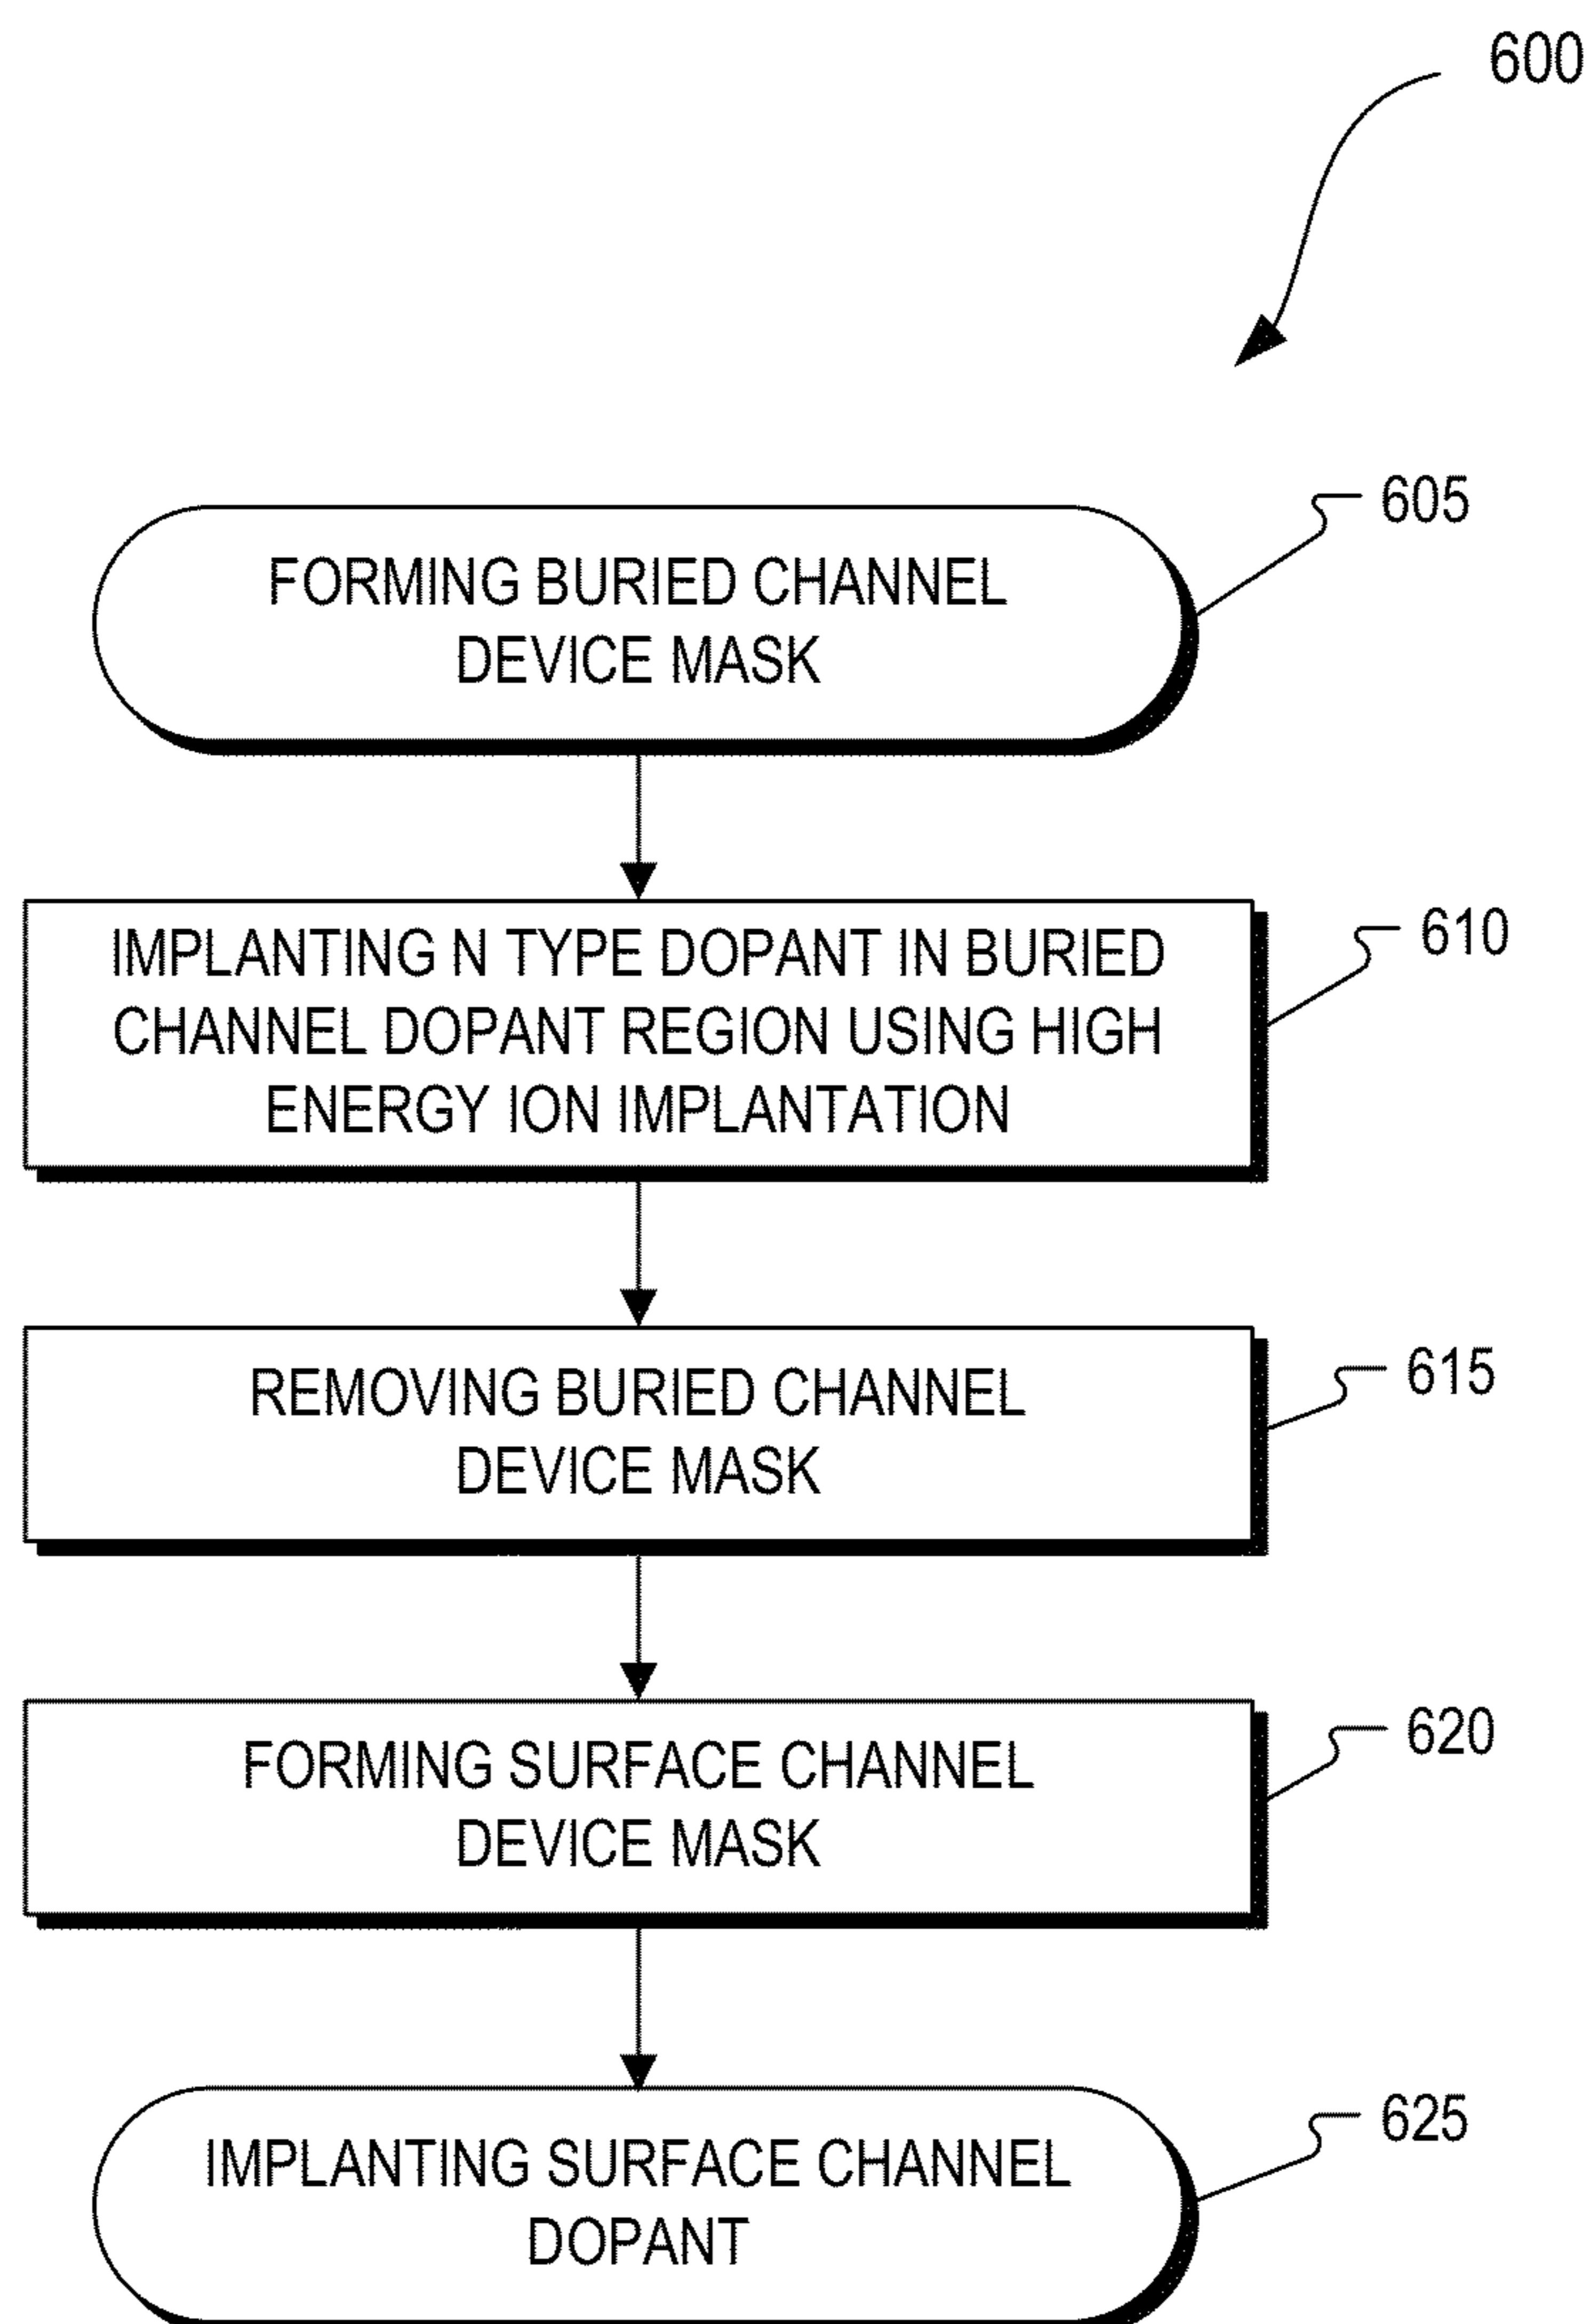 600
FORMING BURIED CHANNEL
DEVICE MASK
605
IMPLANTING N TYPE DOPANT IN BURIED
CHANNEL DOPANT REGION USING HIGH
ENERGY ION IMPLANTATION
610
REMOVING BURIED CHANNEL
DEVICE MASK
615
FORMING SURFACE CHANNEL
DEVICE MASK
620
IMPLANTING SURFACE CHANNEL
DOPANT
625